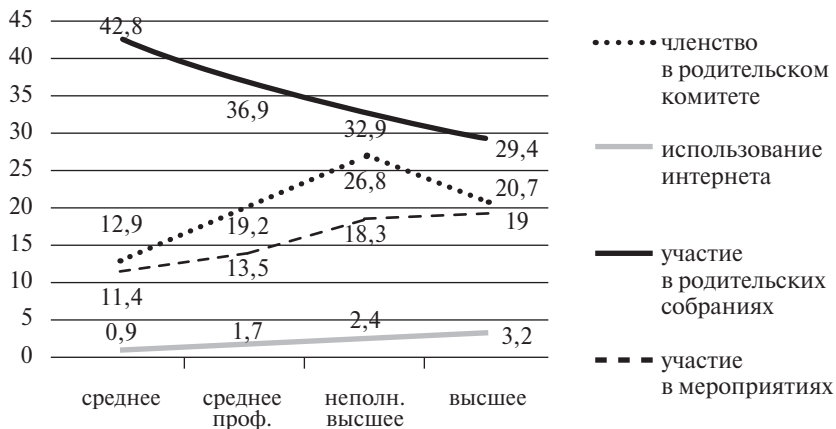 45
40
35
30
25
20
15
10
5
0
42,8
36,9
32,9
29,4
12,9
19,2
26,8
20,7
11,4
13,5
18,3
19
0,9
1,7
2,4
3,2
среднее
среднее
проф.
неполн.
высшее
высшее
членство
в родительском
комитете
использование
интернета
участие
в родительских
собраниях
участие
в мероприятиях